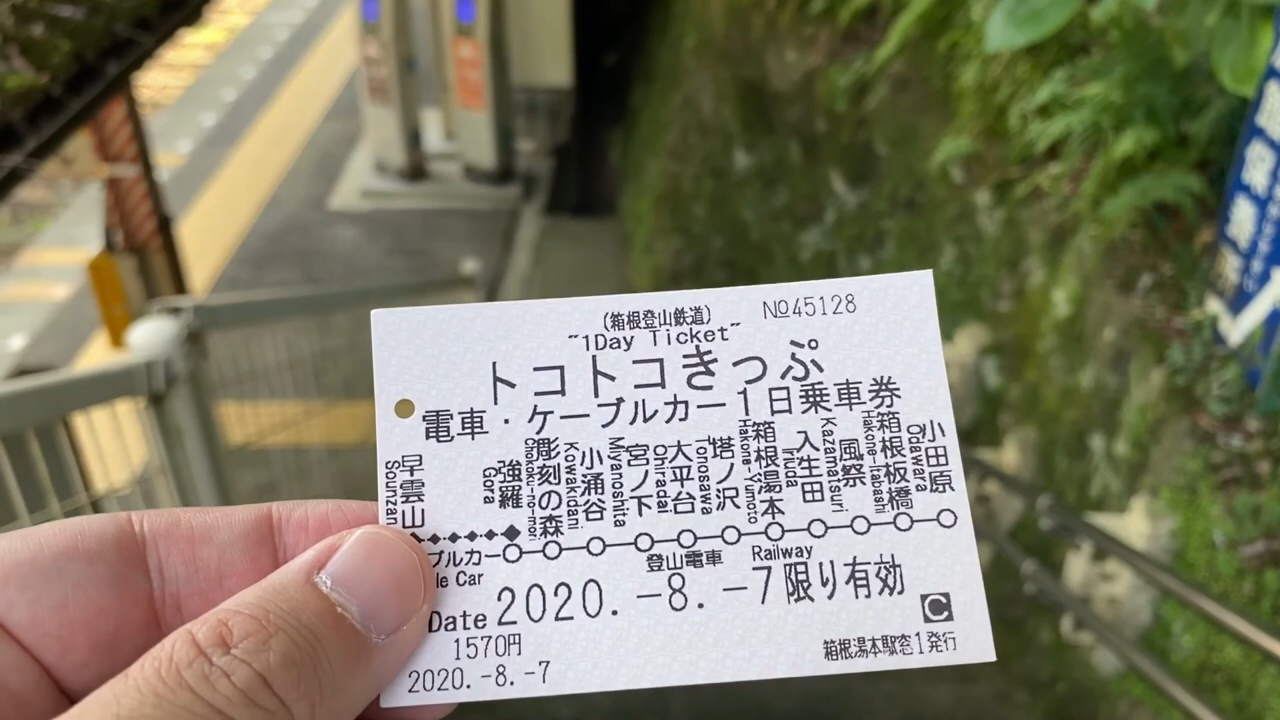 (箱根登山鉄道) №45128
"1Day Ticket"
トコトコきっぷ
電車・ケーブルカー1日乗車券
早雲山
Sounzan
強羅
Gora
彫刻の森
Chokoku-no-mori
小涌谷
Kowakidani
宮ノ下
Miyanoshita
大平台
Ohiradai
塔ノ沢
Tonosawa
箱根湯本
Hakone-Yumoto
入生田
Iriuda
風祭
Kazamatsuri
箱根板橋
Hakone-Itabashi
小田原
Odawara
ブルカー
le Car
登山電車
Railway
Date 2020.-8.-7限り有効
1570円
C
2020.-8.-7
箱根湯本駅窓1発行